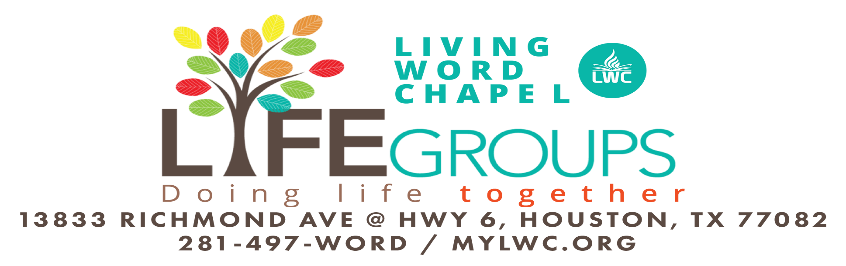 LIVING
WORD
CHAPEL
LWC
LIFEGROUPS
Doing life together
13833 RICHMOND AVE @ HWY 6, HOUSTON, TX 77082
281-497-WORD / MYLWC.ORG